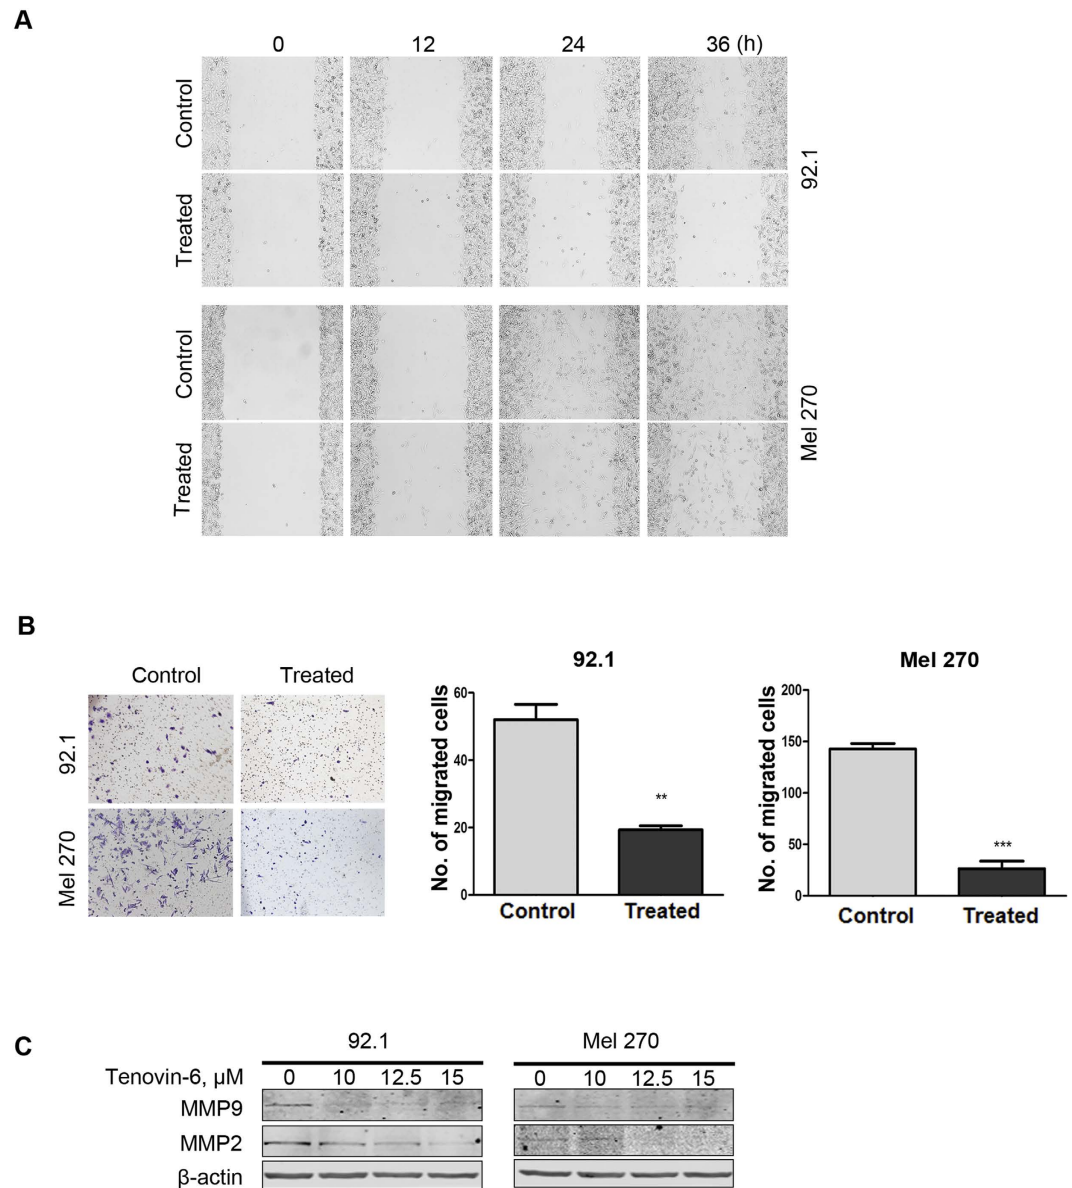 A
0 12 24 36 (h)
Control
Treated
92.1
Control
Treated
Mel 270
B
Control Treated
92.1
Mel 270
92.1
No. of migrated cells
60
40
20
0
**
Control Treated
Mel 270
No. of migrated cells
200
150
100
50
0
***
Control Treated
C
92.1 Mel 270
Tenovin-6, μM 0 10 12.5 15 0 10 12.5 15
MMP9
MMP2
β-actin